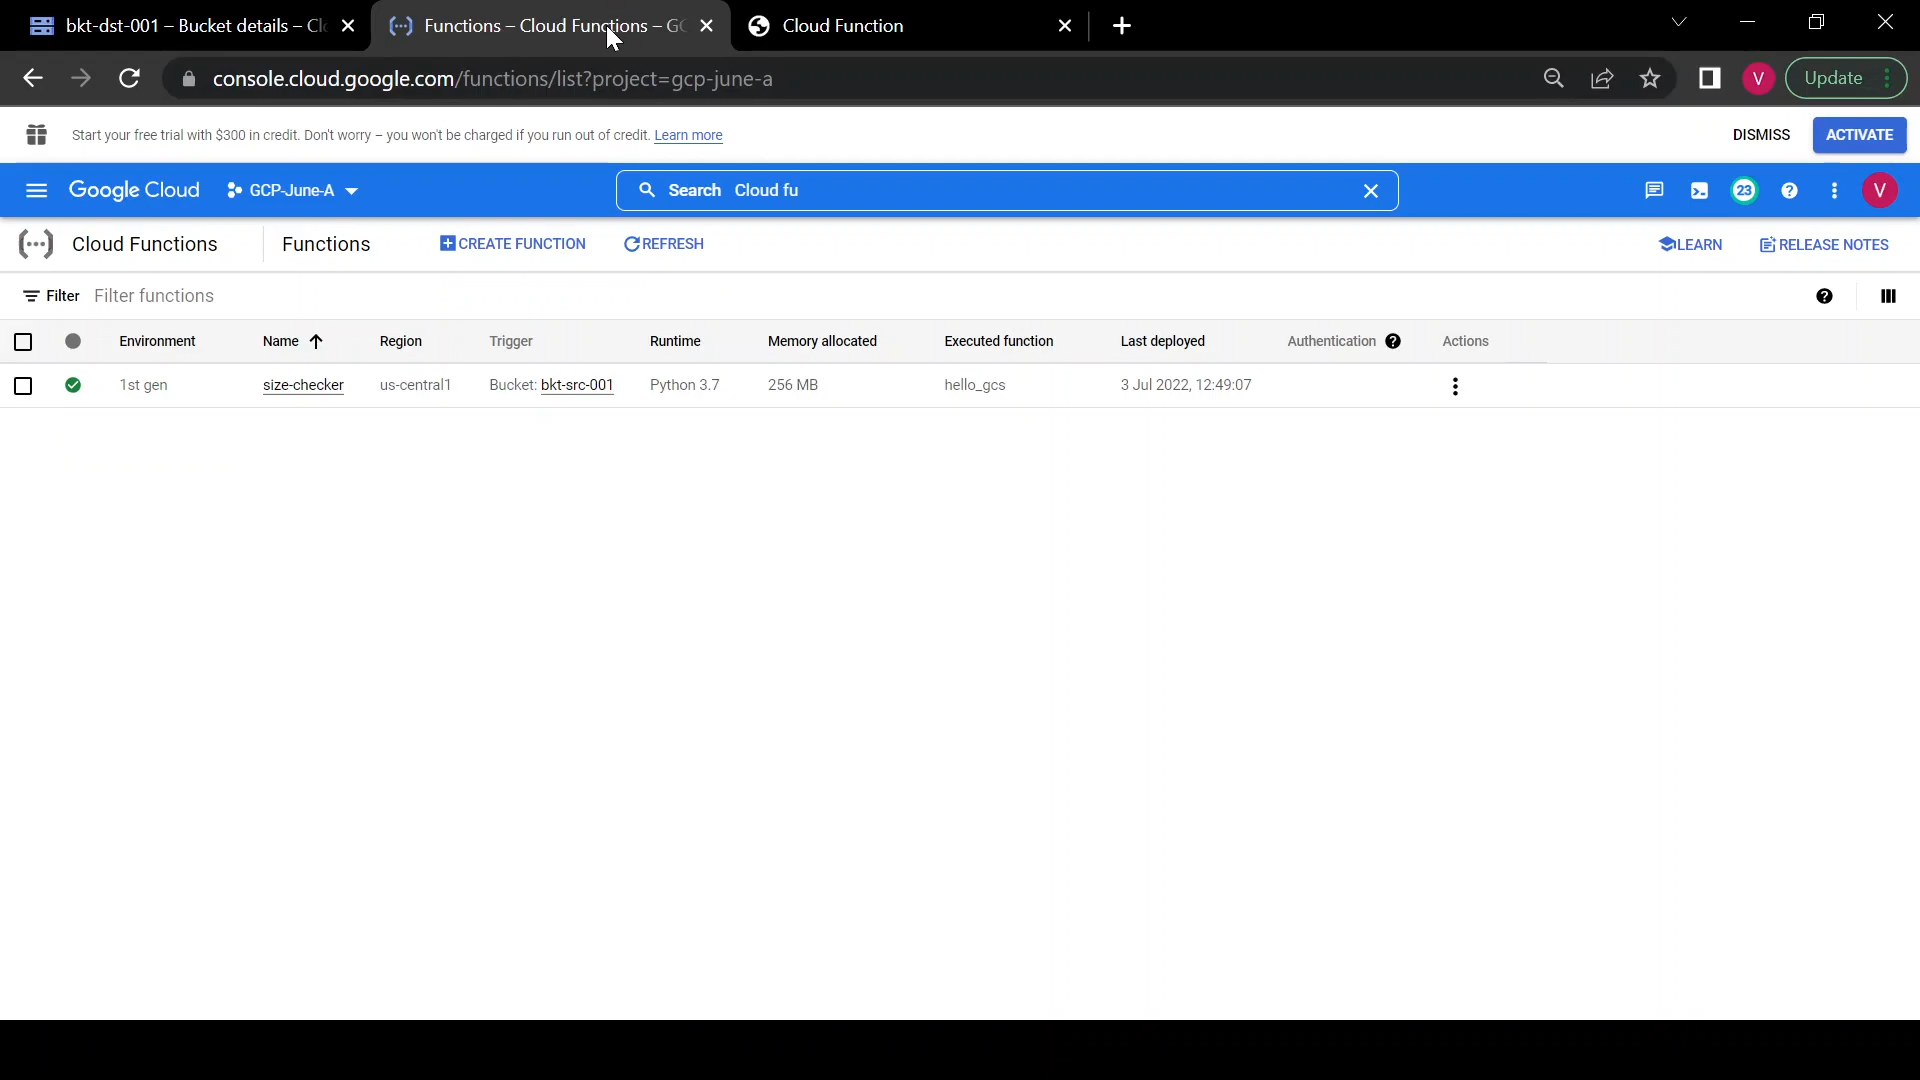 bkt-dst-001 – Bucket details – Cl
Functions – Cloud Functions – GC
Cloud Function
console.cloud.google.com/functions/list?project=gcp-june-a
Update
Start your free trial with $300 in credit. Don't worry – you won't be charged if you run out of credit. Learn more
DISMISS
ACTIVATE
Google Cloud
GCP-June-A
Search Cloud fu
23
V
Cloud Functions
Functions
CREATE FUNCTION
REFRESH
LEARN
RELEASE NOTES
Filter Filter functions
Environment Name Region Trigger Runtime Memory allocated Executed function Last deployed Authentication Actions
1st gen size-checker us-central1 Bucket: bkt-src-001 Python 3.7 256 MB hello_gcs 3 Jul 2022, 12:49:07